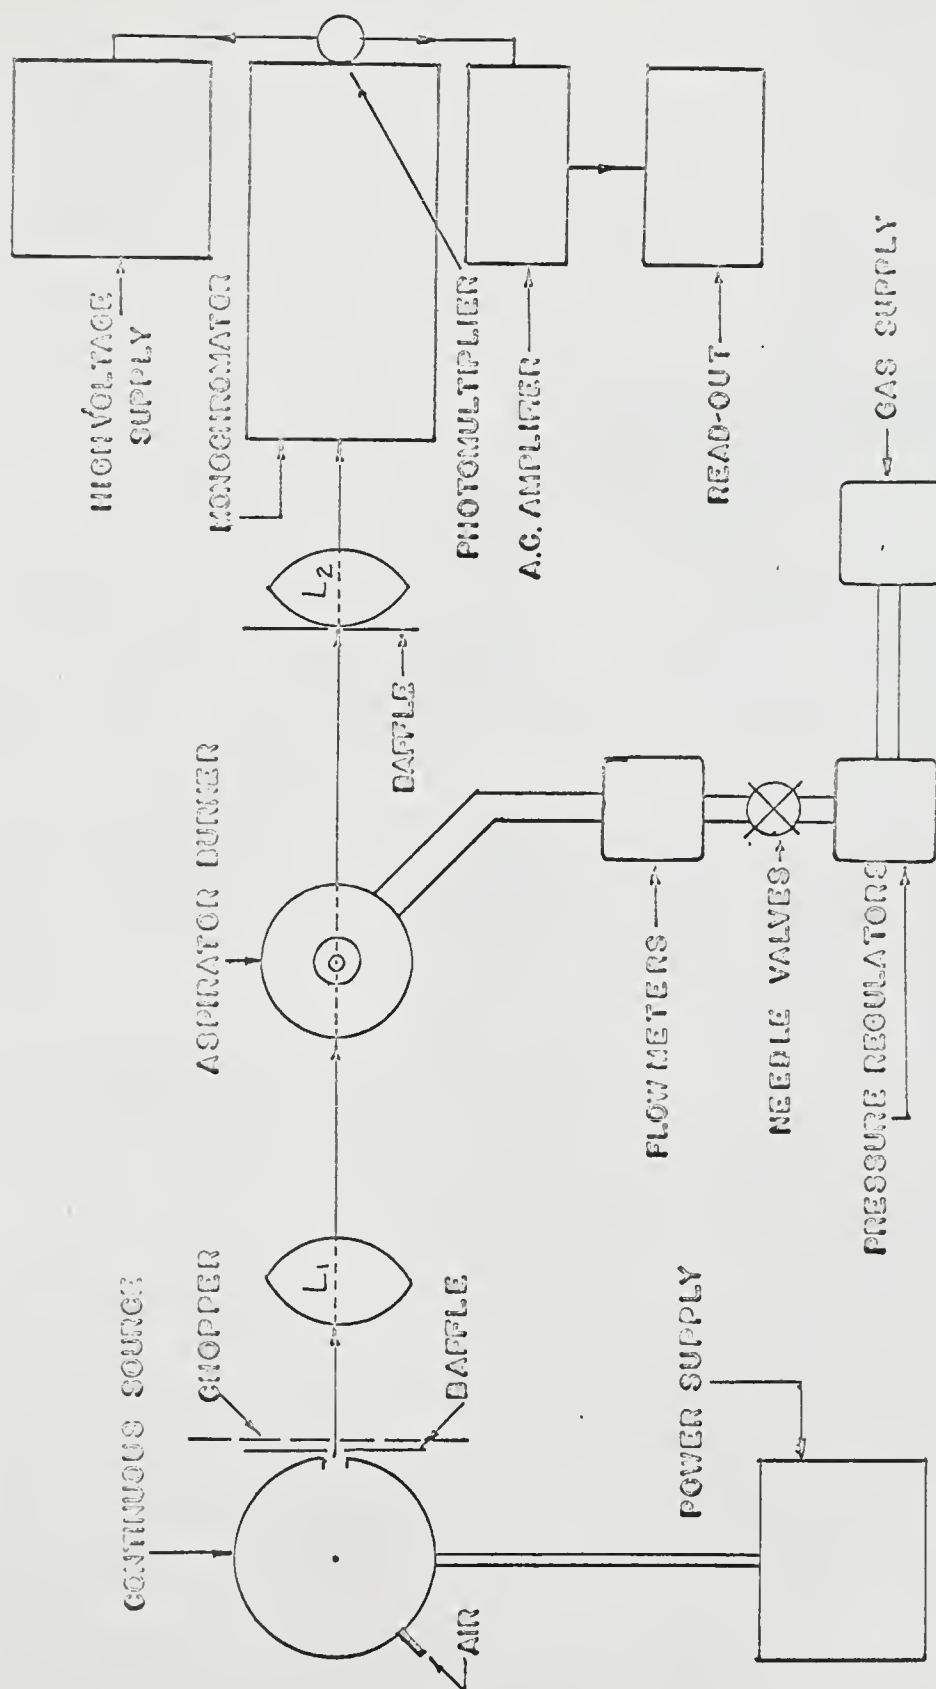 CONTINUOUS SOURCE
CHOPPER
BAFFLE
AIR
POWER SUPPLY
L1
ASPIRATOR BURNER
FLOW METERS
NEEDLE VALVES
PRESSURE REGULATORS
GAS SUPPLY
BAFFLE
L2
HIGH VOLTAGE
SUPPLY
MONOCHROMATOR
PHOTOMULTIPLIER
A.C. AMPLIFIER
READ-OUT